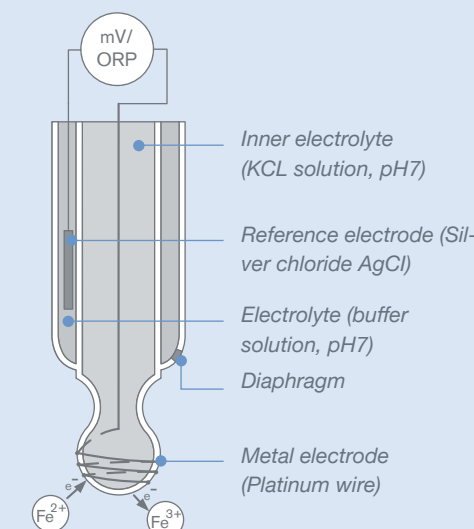 mV/
ORP
Inner electrolyte
(KCL solution, pH7)
Reference electrode (Sil-
ver chloride AgCl)
Electrolyte (buffer
solution, pH7)
Diaphragm
Metal electrode
(Platinum wire)
e⁻
e⁻
Fe²⁺
Fe³⁺